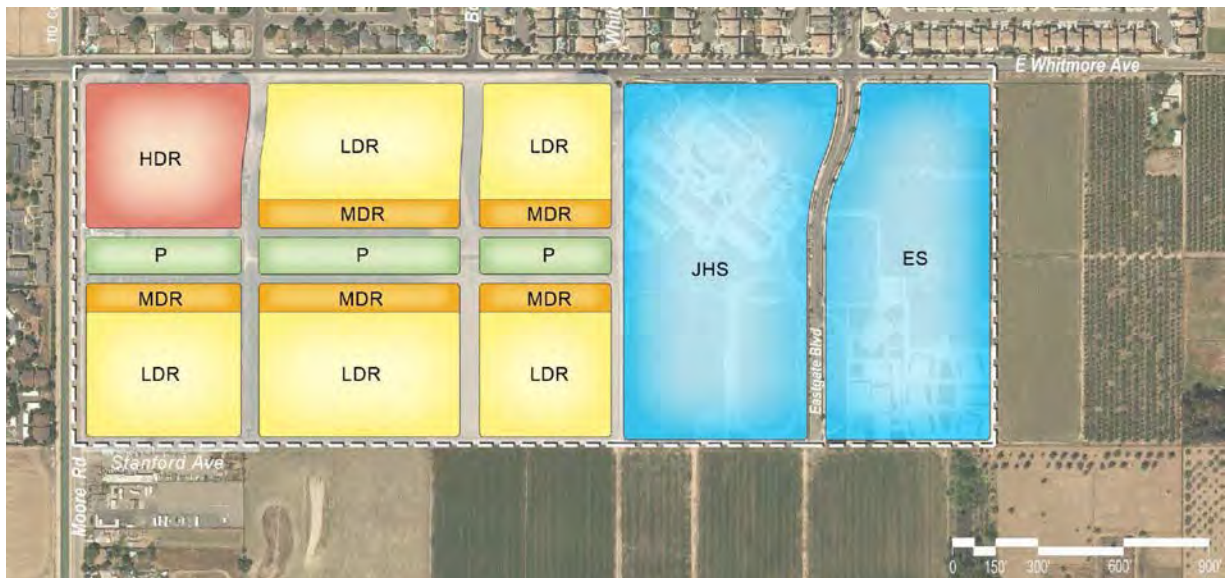 E Whitmore Ave
HDR
LDR
LDR
MDR
MDR
P
P
P
JHS
ES
MDR
MDR
MDR
LDR
LDR
LDR
Eastgate Blvd
Stanford Ave
Moore Rd
0 150' 300' 600' 900'